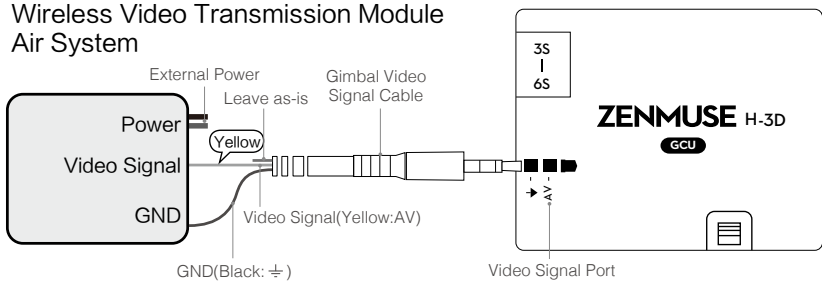 Wireless Video Transmission Module
Air System
External Power
Leave as-is
Gimbal Video
Signal Cable
Power
Yellow
Video Signal
GND
Video Signal(Yellow:AV)
GND(Black:⏚)
3S
|
6S
ZENMUSE H-3D
GCU
AV
Video Signal Port